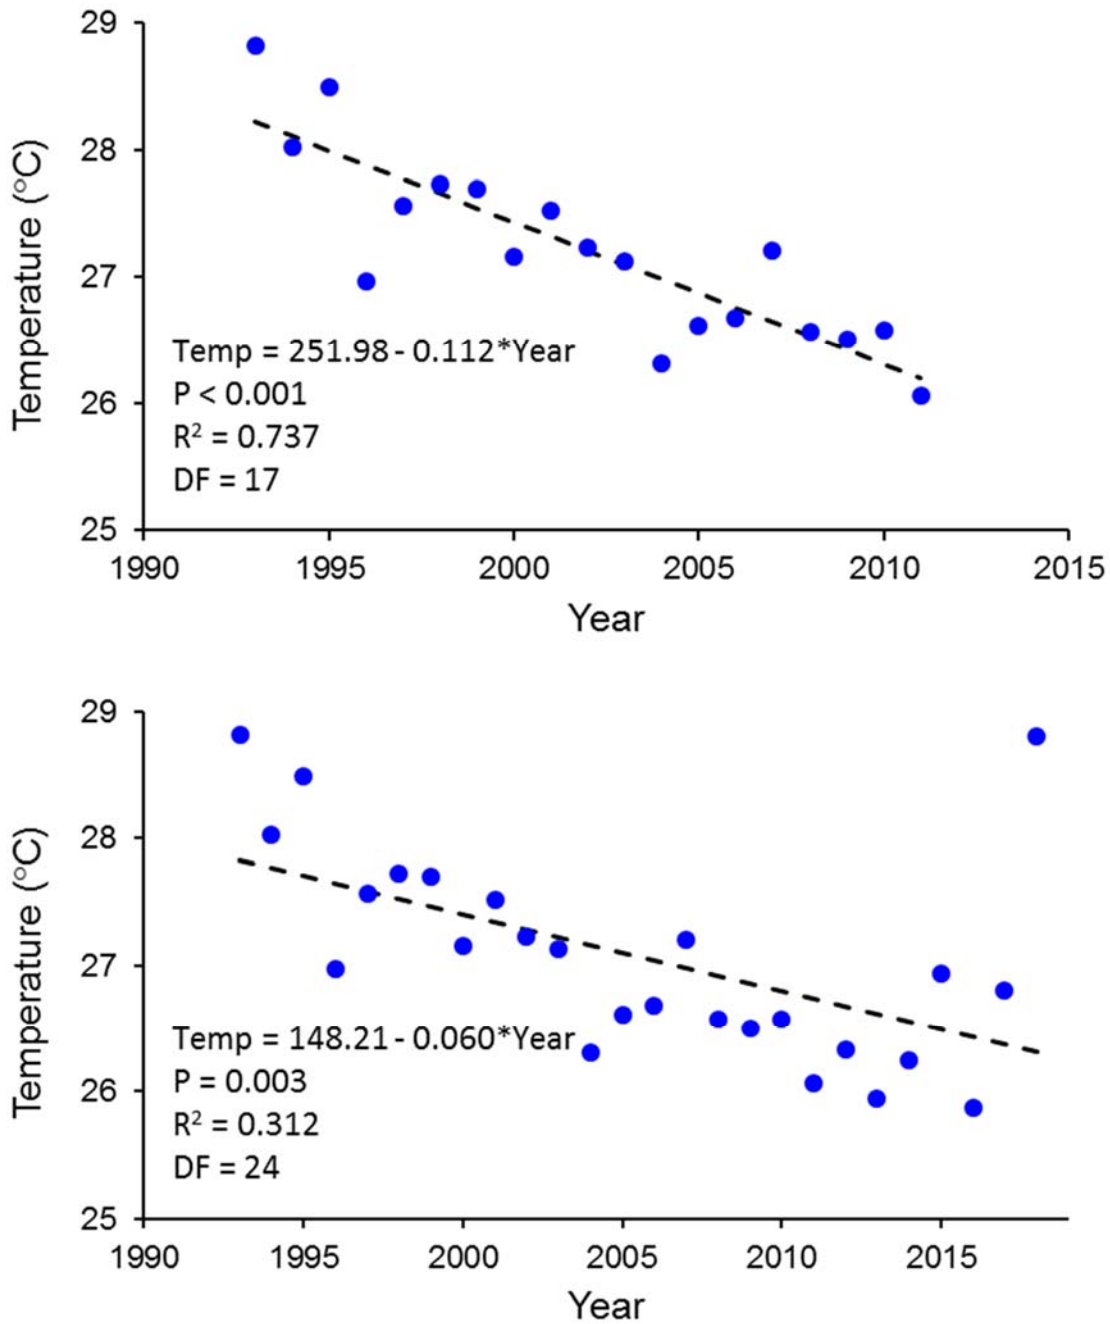 29
28
27
26
25
Temperature (°C)
Temp = 251.98 - 0.112*Year
P < 0.001
R² = 0.737
DF = 17
1990 1995 2000 2005 2010 2015
Year
29
28
27
26
25
Temperature (°C)
Temp = 148.21 - 0.060*Year
P = 0.003
R² = 0.312
DF = 24
1990 1995 2000 2005 2010 2015
Year